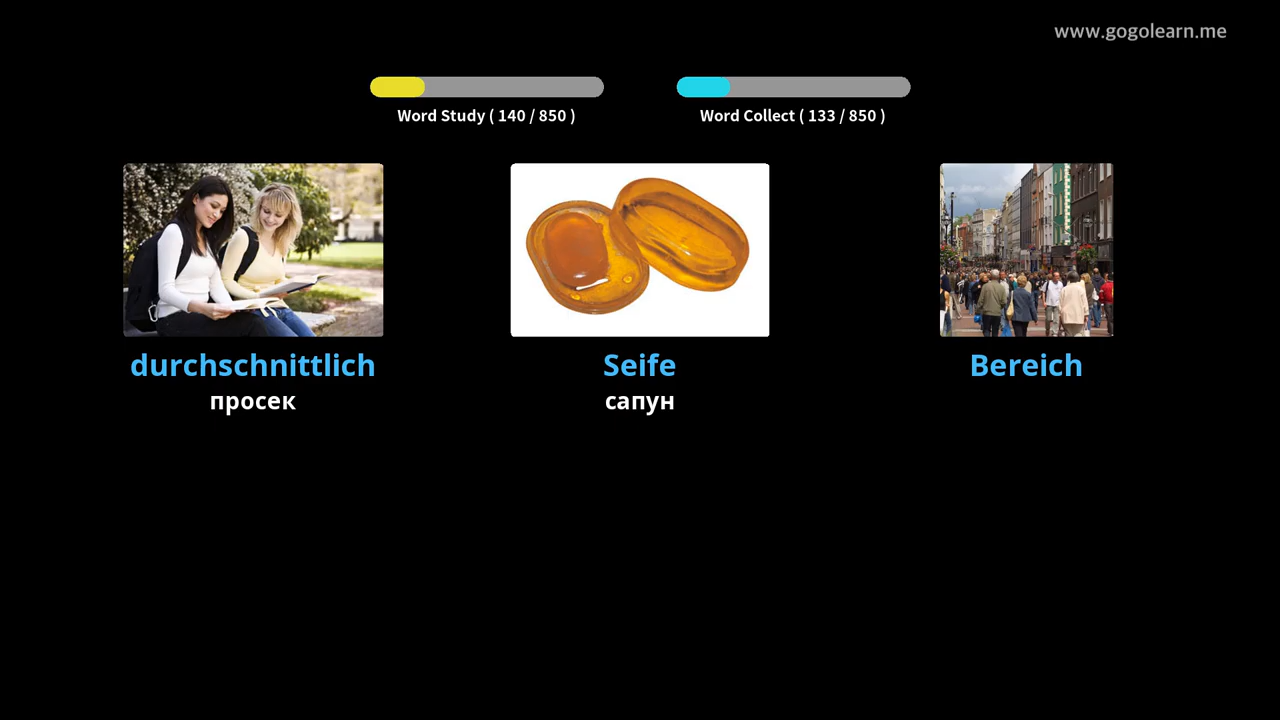 www.gogolearn.me
Word Study ( 140 / 850 )
Word Collect ( 133 / 850 )
durchschnittlich
просек
Seife
сапун
Bereich